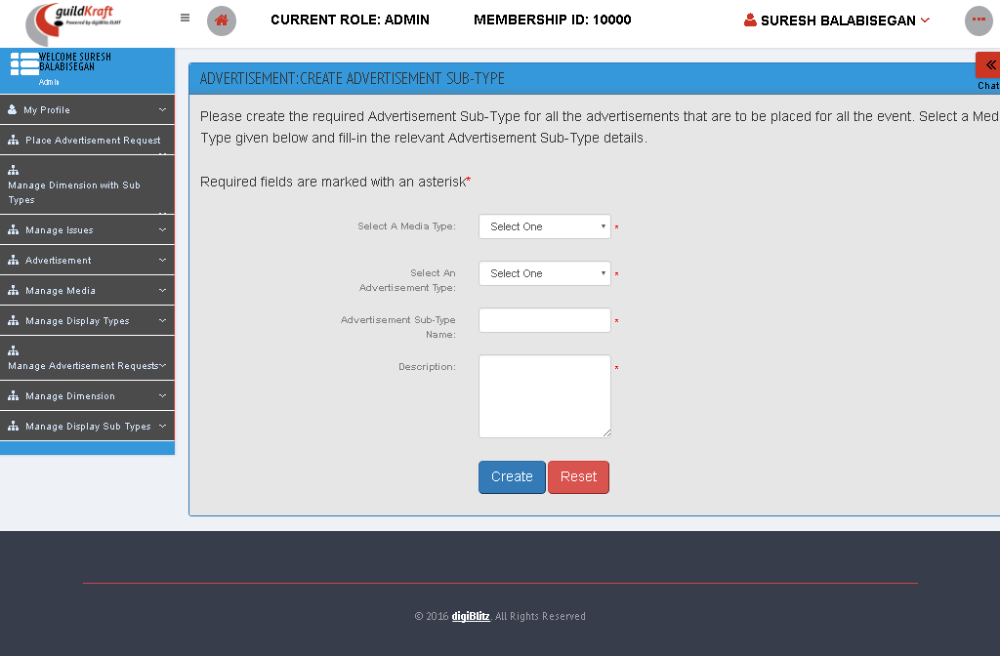 guildKraft
Powered by digiBlitz ELMT
CURRENT ROLE: ADMIN
MEMBERSHIP ID: 10000
SURESH BALABISEGAN
WELCOME SURESH
BALABISEGAN
Admin
Chat
ADVERTISEMENT:CREATE ADVERTISEMENT SUB-TYPE
My Profile
Place Advertisement Request
Manage Dimension with Sub
Types
Manage Issues
Advertisement
Manage Media
Manage Display Types
Manage Advertisement Requests
Manage Dimension
Manage Display Sub Types
Please create the required Advertisement Sub-Type for all the advertisements that are to be placed for all the event. Select a Med
Type given below and fill-in the relevant Advertisement Sub-Type details.
Required fields are marked with an asterisk*
Select A Media Type: Select One *
Select An
Advertisement Type: Select One *
Advertisement Sub-Type
Name: *
Description: *
Create Reset
© 2016 digiBlitz. All Rights Reserved